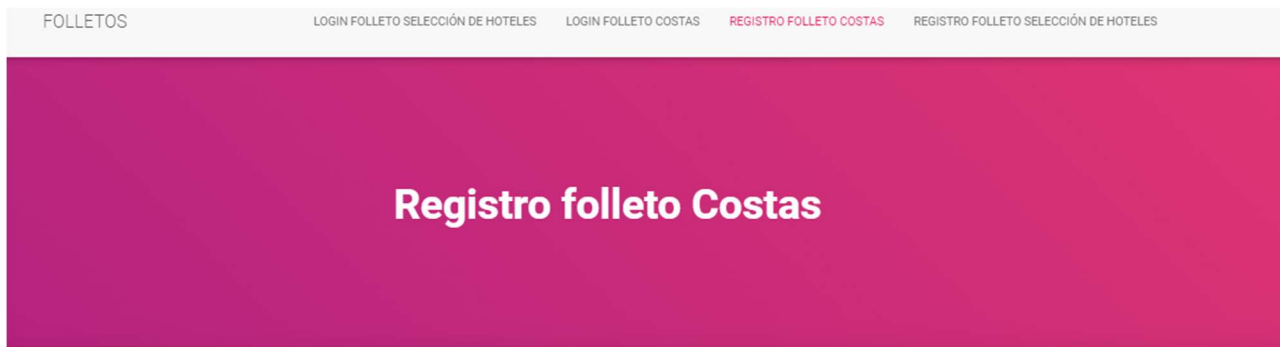 FOLLETOS
LOGIN FOLLETO SELECCIÓN DE HOTELES LOGIN FOLLETO COSTAS REGISTRO FOLLETO COSTAS REGISTRO FOLLETO SELECCIÓN DE HOTELES
Registro folleto Costas